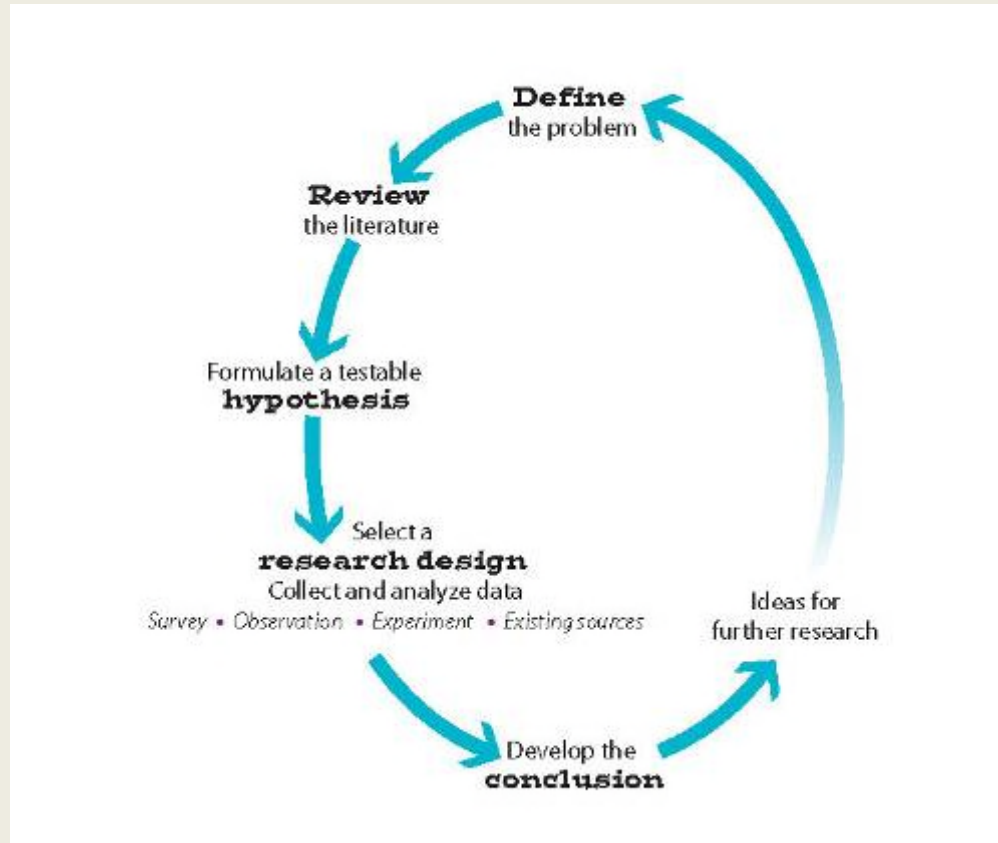 Define
the problem
Review
the literature
Formulate a testable
hypothesis
Select a
research design
Collect and analyze data
Survey • Observation • Experiment • Existing sources
Develop the
conclusion
Ideas for
further research